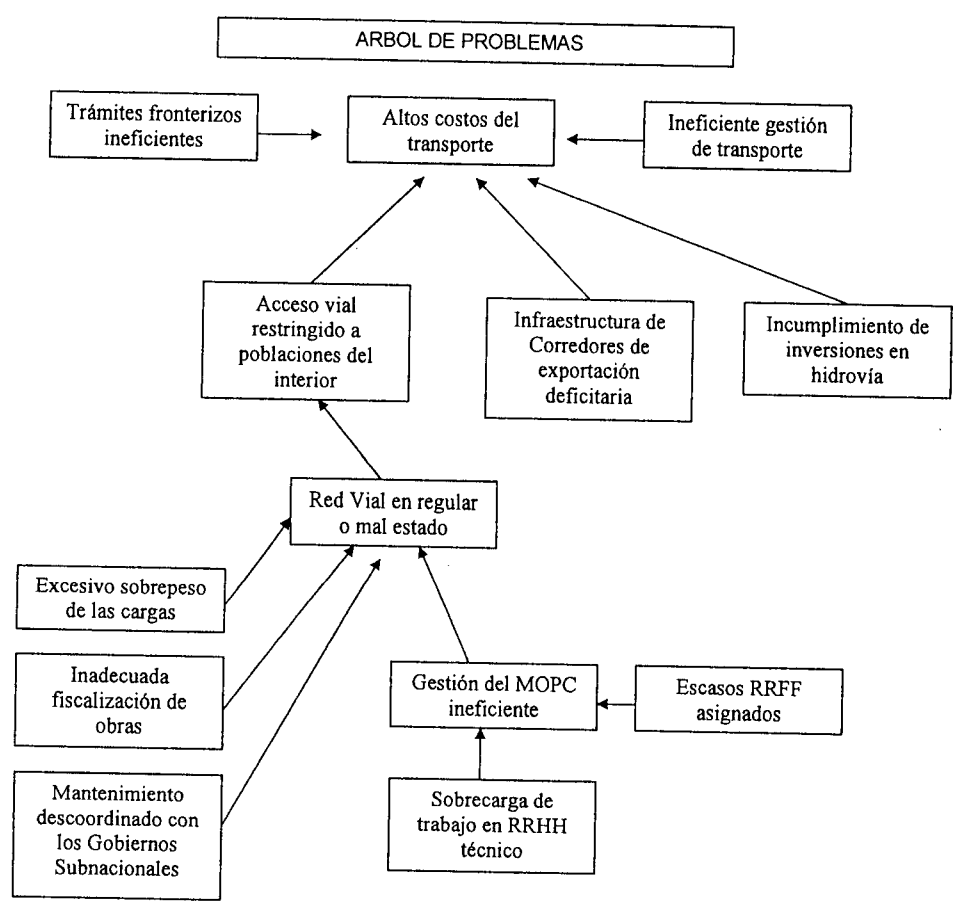 ARBOL DE PROBLEMAS
Trámites fronterizos
ineficientes
Altos costos del
transporte
Ineficiente gestión
de transporte
Acceso vial
restringido a
poblaciones del
interior
Infraestructura de
Corredores de
exportación
deficitaria
Incumplimiento de
inversiones en
hidrovía
Red Vial en regular
o mal estado
Excesivo sobrepeso
de las cargas
Inadecuada
fiscalización de
obras
Mantenimiento
descoordinado con
los Gobiernos
Subnacionales
Gestión del MOPC
ineficiente
Escasos RRFF
asignados
Sobrecarga de
trabajo en RRHH
técnico